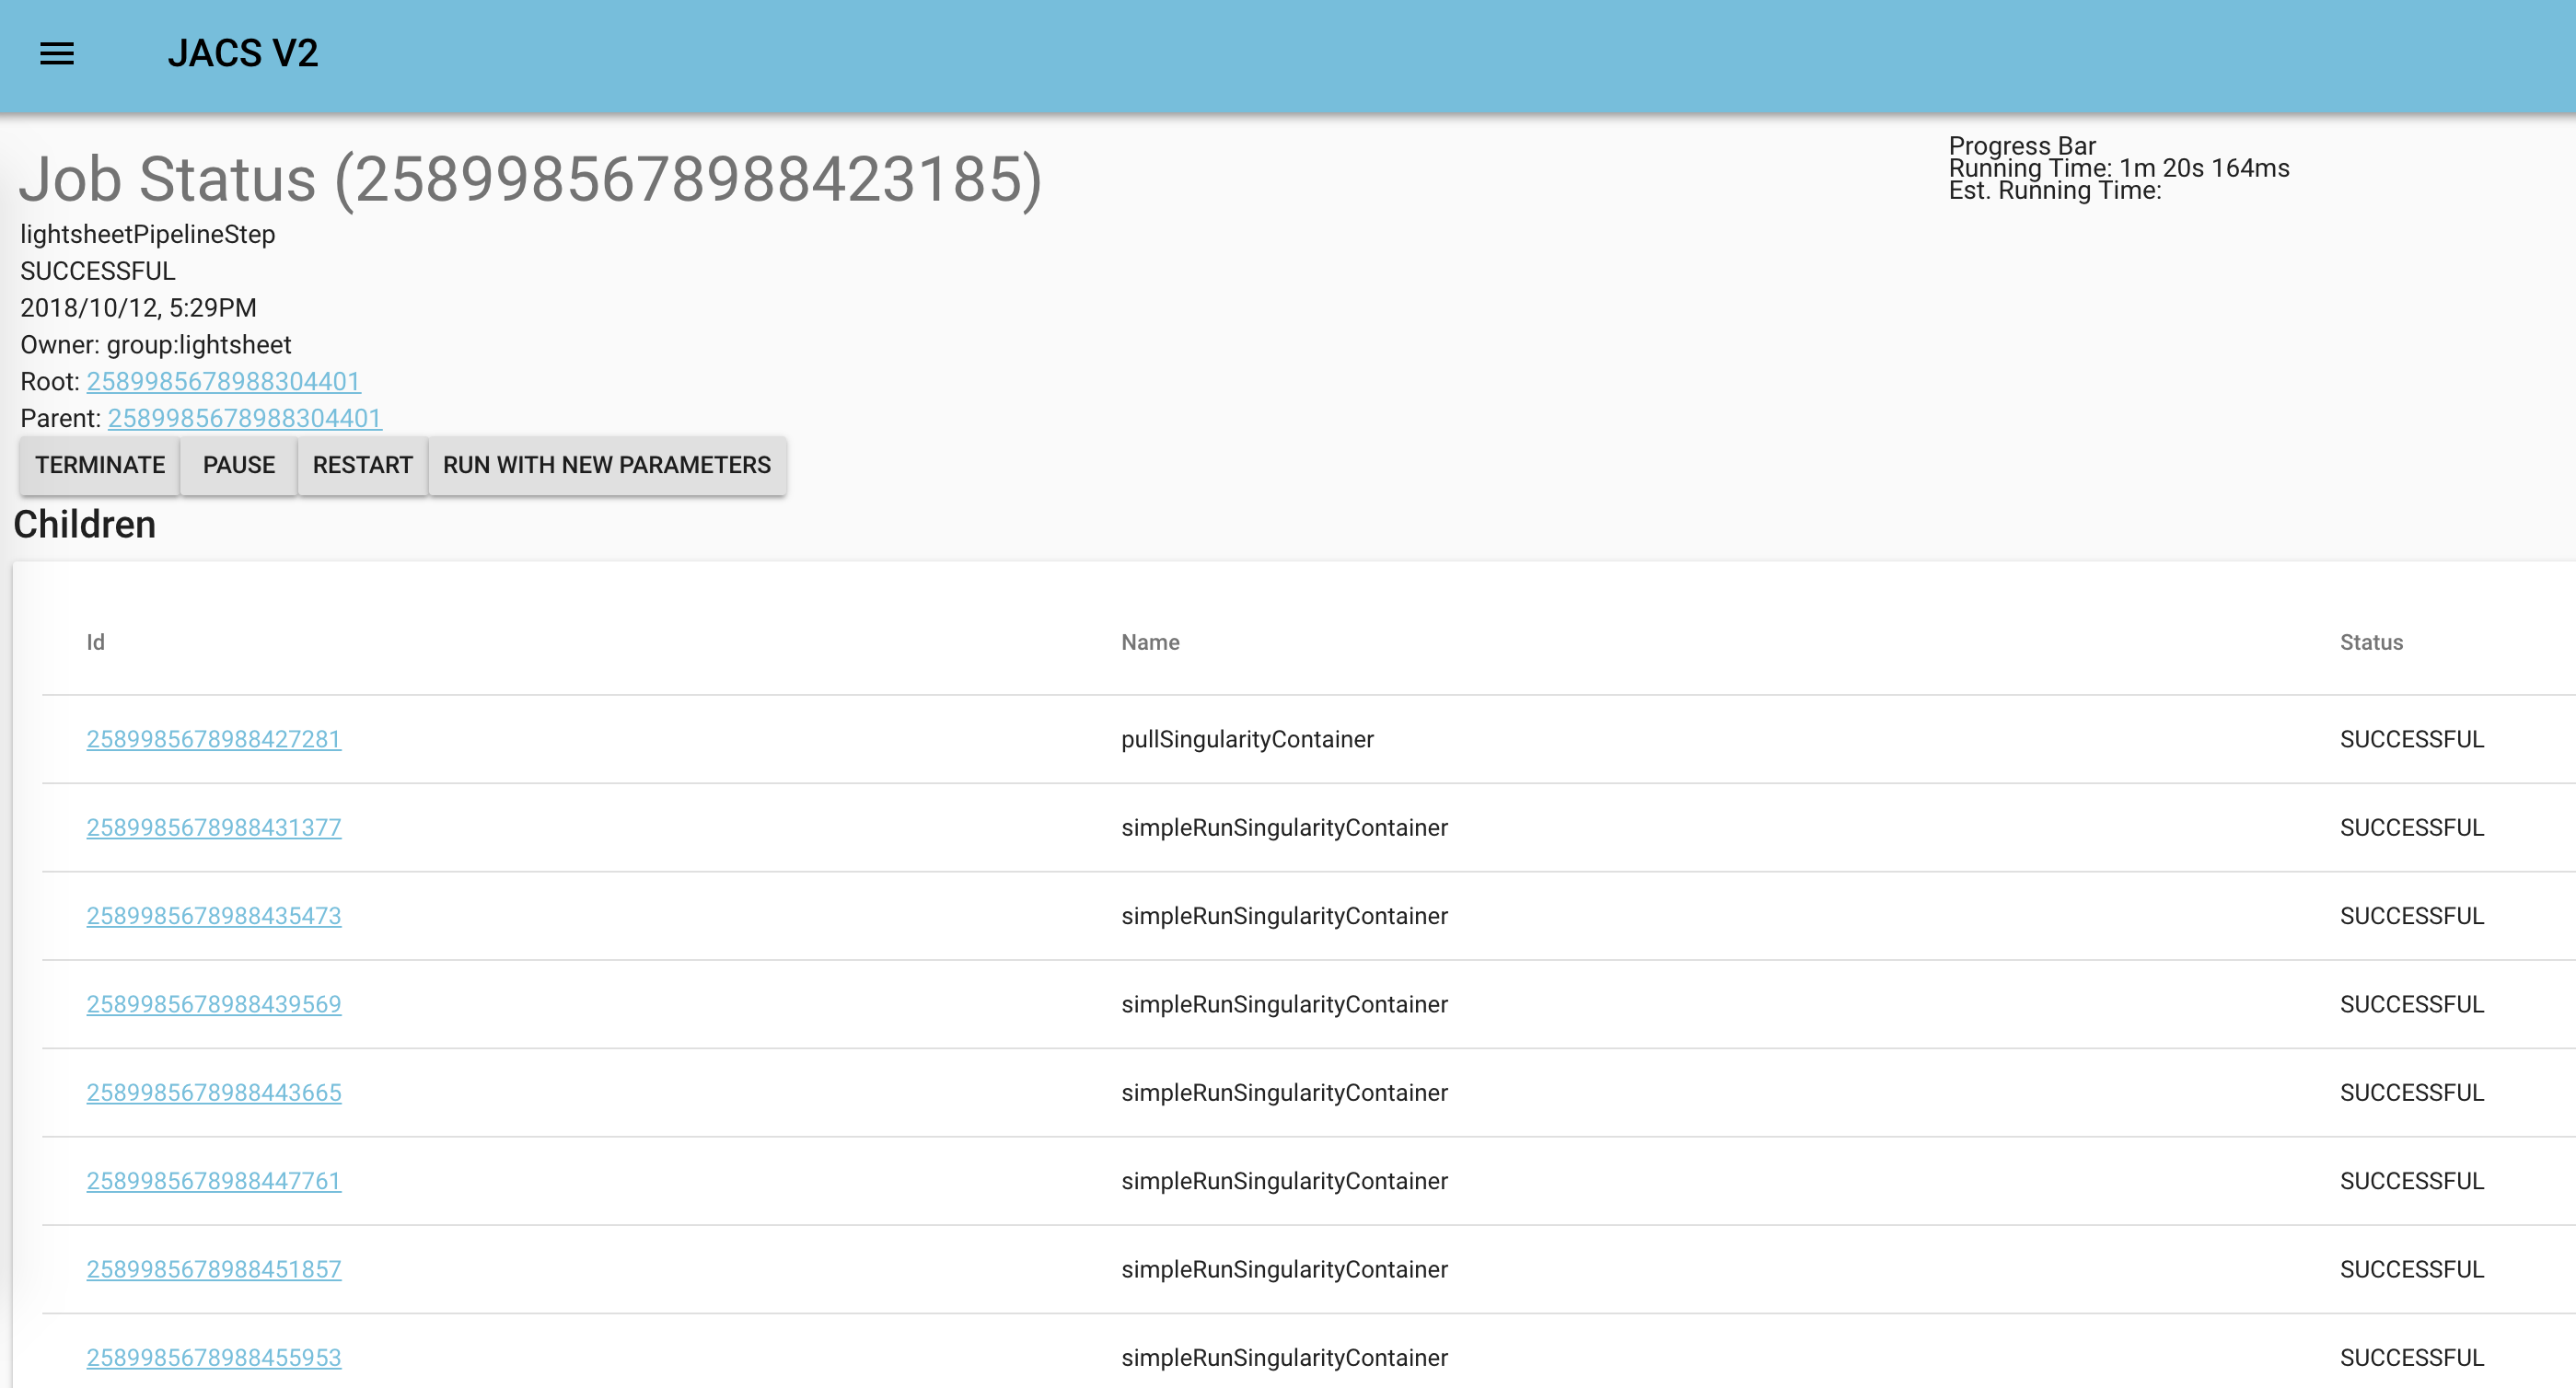 JACS V2
Job Status (2589985678988423185)
Progress Bar
Running Time: 1m 20s 164ms
Est. Running Time:
lightsheetPipelineStep
SUCCESSFUL
2018/10/12, 5:29PM
Owner: group:lightsheet
Root: 2589985678988304401
Parent: 2589985678988304401
TERMINATE PAUSE RESTART RUN WITH NEW PARAMETERS
Children
Id Name Status
2589985678988427281 pullSingularityContainer SUCCESSFUL
2589985678988431377 simpleRunSingularityContainer SUCCESSFUL
2589985678988435473 simpleRunSingularityContainer SUCCESSFUL
2589985678988439569 simpleRunSingularityContainer SUCCESSFUL
2589985678988443665 simpleRunSingularityContainer SUCCESSFUL
2589985678988447761 simpleRunSingularityContainer SUCCESSFUL
2589985678988451857 simpleRunSingularityContainer SUCCESSFUL
2589985678988455953 simpleRunSingularityContainer SUCCESSFUL